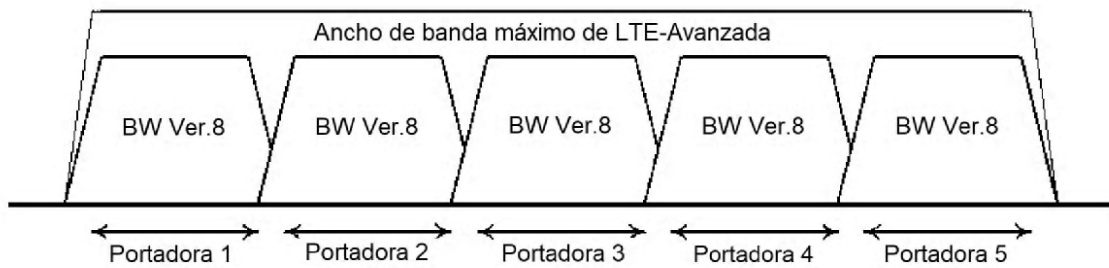 Ancho de banda máximo de LTE-Avanzada
BW Ver.8 BW Ver.8 BW Ver.8 BW Ver.8 BW Ver.8
Portadora 1 Portadora 2 Portadora 3 Portadora 4 Portadora 5